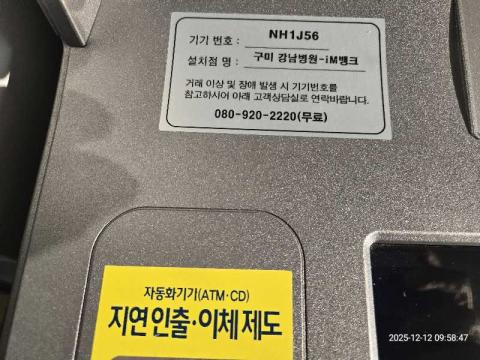 기기 번호 : NH1J56
설치점 명 : 구미 강남병원-iM뱅크
거래 이상 및 장애 발생 시 기기번호를
참고하시어 아래 고객상담실로 연락바랍니다.
080-920-2220(무료)
자동화기기(ATM·CD)
지연 인출·이체 제도
2025-12-12 09:58:47